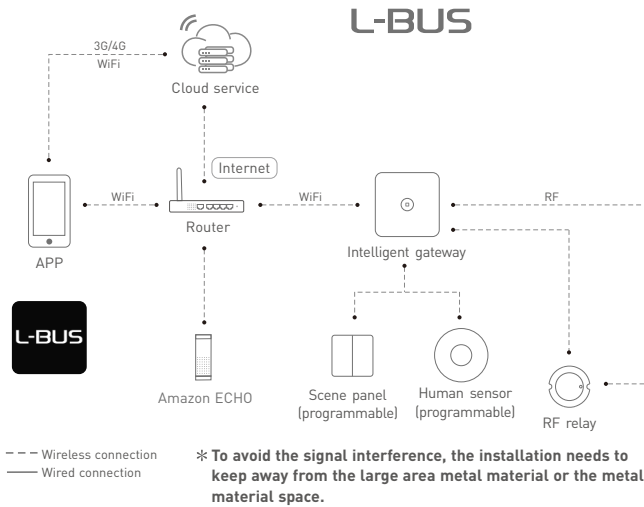 L-BUS
3G/4G
WiFi
Cloud service
Internet
WiFi
WiFi
RF
Router
Intelligent gateway
APP
L-BUS
Amazon ECHO
Scene panel
(programmable)
Human sensor
(programmable)
RF relay
Wireless connection
Wired connection
* To avoid the signal interference, the installation needs to
keep away from the large area metal material or the metal
material space.